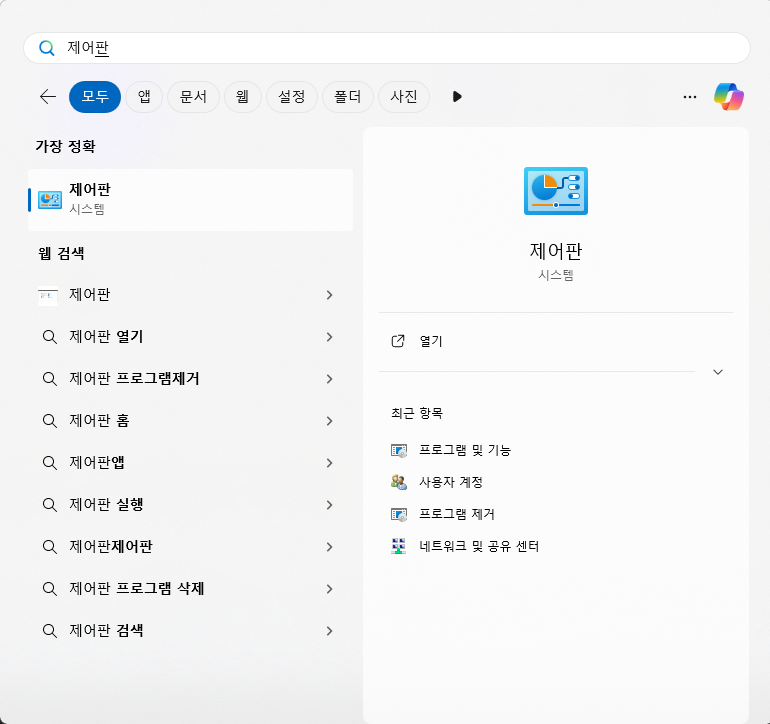 제어판
모두 앱 문서 웹 설정 폴더 사진
가장 정확
제어판
시스템
웹 검색
제어판
제어판 열기
제어판 프로그램제거
제어판 홈
제어판앱
제어판 실행
제어판제어판
제어판 프로그램 삭제
제어판 검색
제어판
시스템
열기
최근 항목
프로그램 및 기능
사용자 계정
프로그램 제거
네트워크 및 공유 센터